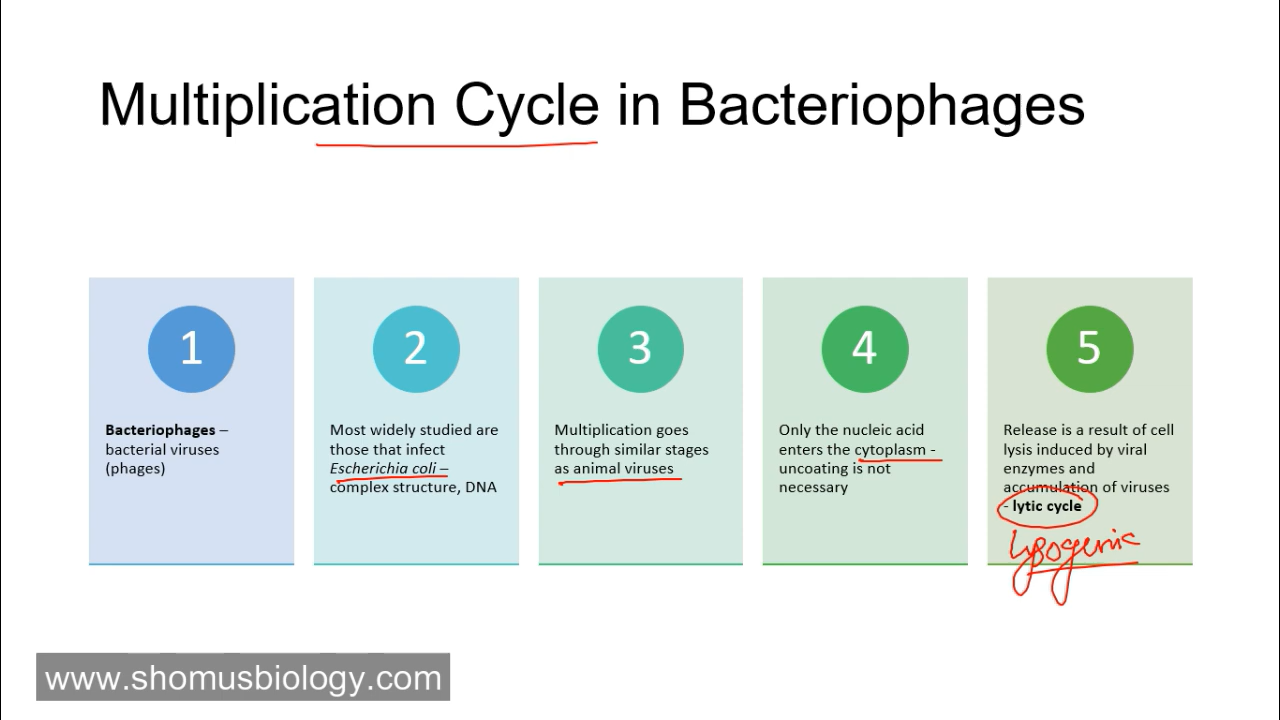 Multiplication Cycle in Bacteriophages
1
Bacteriophages –
bacterial viruses
(phages)
2
Most widely studied are
those that infect
Escherichia coli –
complex structure, DNA
3
Multiplication goes
through similar stages
as animal viruses
4
Only the nucleic acid
enters the cytoplasm -
uncoating is not
necessary
5
Release is a result of cell
lysis induced by viral
enzymes and
accumulation of viruses
- lytic cycle
Lysogenic
www.shomusbiology.com